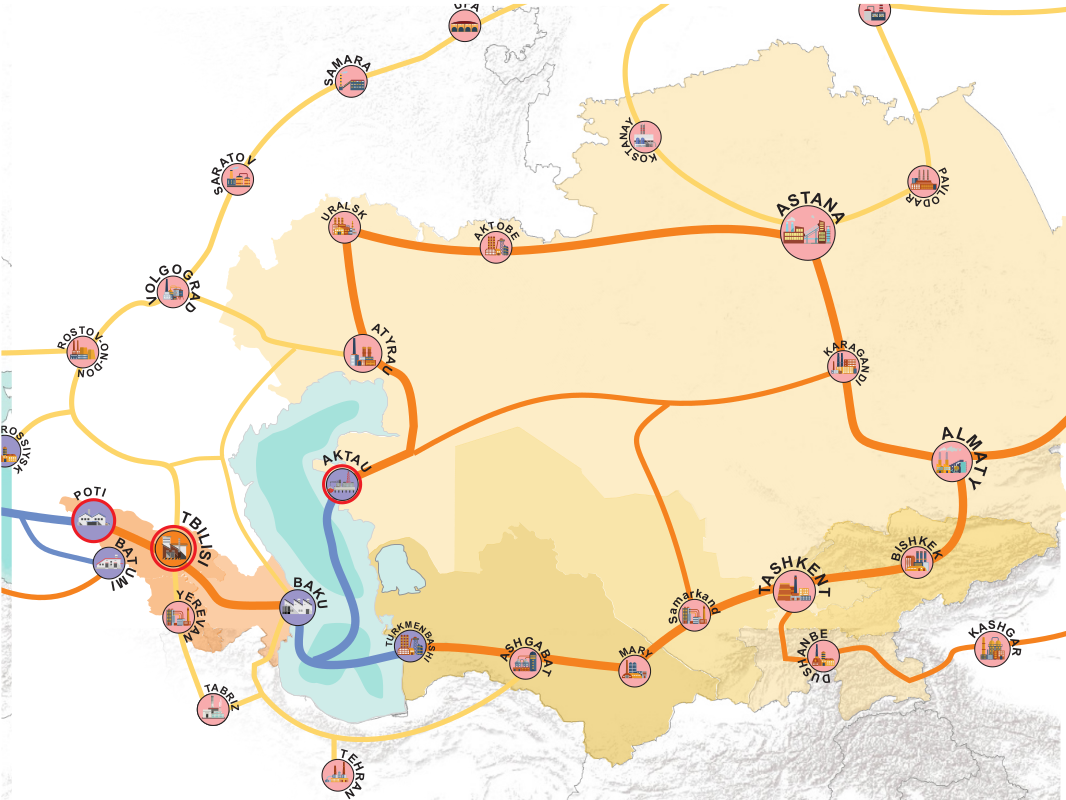 UFA
SAMARA
SARATOV
KOSTANAY
PAVLODAR
ASTANA
URALSK
AKTOBE
VOLGOGRAD
ROSTOV-ON-DON
ATYRAU
KARAGANDI
ROSSIYSK
AKTAU
ALMATY
POTI
TBILISI
BATUMI
BISHKEK
BAKU
TASHKENT
YEREVAN
Samarkand
TURKMENBASHI
ASHGABAT
MARY
DUSHANBE
KASHGAR
TABRIZ
TEHRAN